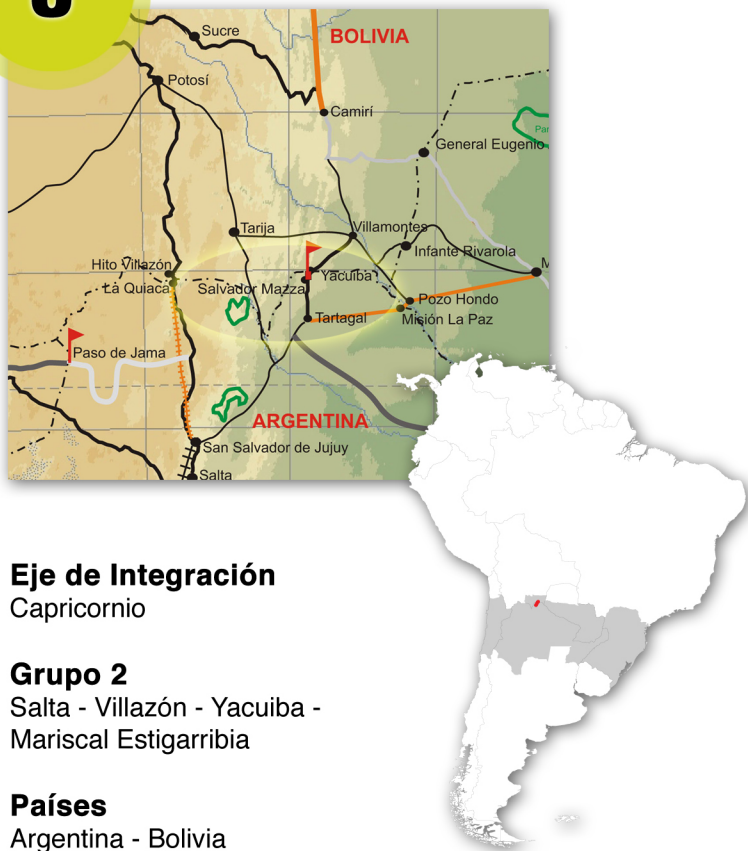 Sucre
BOLIVIA
Potosí
Camirí
General Eugenio
Tarija
Villamontes
Infante Rivarola
Hito Villazón
Yacuiba
La Quiaca
Salvador Mazza
Pozo Hondo
Tartagal
Misión La Paz
Paso de Jama
ARGENTINA
San Salvador de Jujuy
Salta
Eje de Integración
Capricornio
Grupo 2
Salta - Villazón - Yacuiba -
Mariscal Estigarribia
Países
Argentina - Bolivia